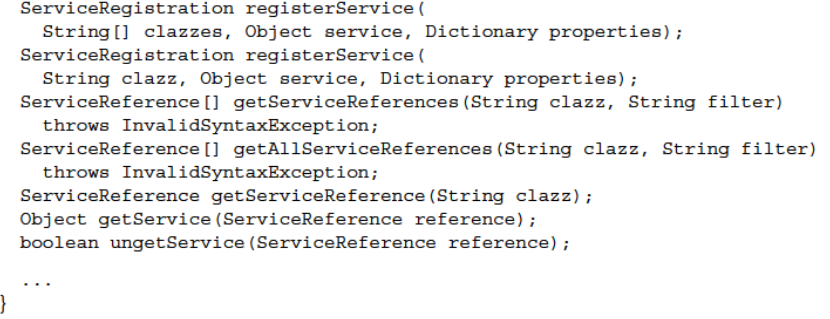 ServiceRegistration registerService(
String[] clazzes, Object service, Dictionary properties);
ServiceRegistration registerService(
String clazz, Object service, Dictionary properties);
ServiceReference[] getServiceReferences(String clazz, String filter)
throws InvalidSyntaxException;
ServiceReference[] getAllServiceReferences(String clazz, String filter)
throws InvalidSyntaxException;
ServiceReference getServiceReference(String clazz);
Object getService(ServiceReference reference);
boolean ungetService(ServiceReference reference);
...
}